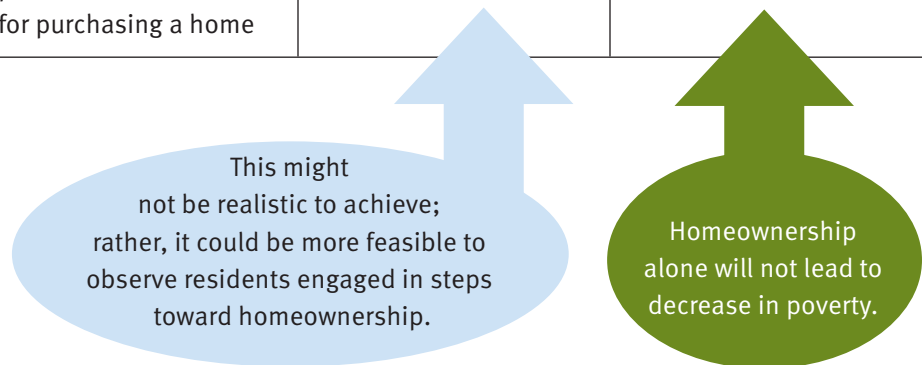 for purchasing a home
This might
not be realistic to achieve;
rather, it could be more feasible to
observe residents engaged in steps
toward homeownership.
Homeownership
alone will not lead to
decrease in poverty.